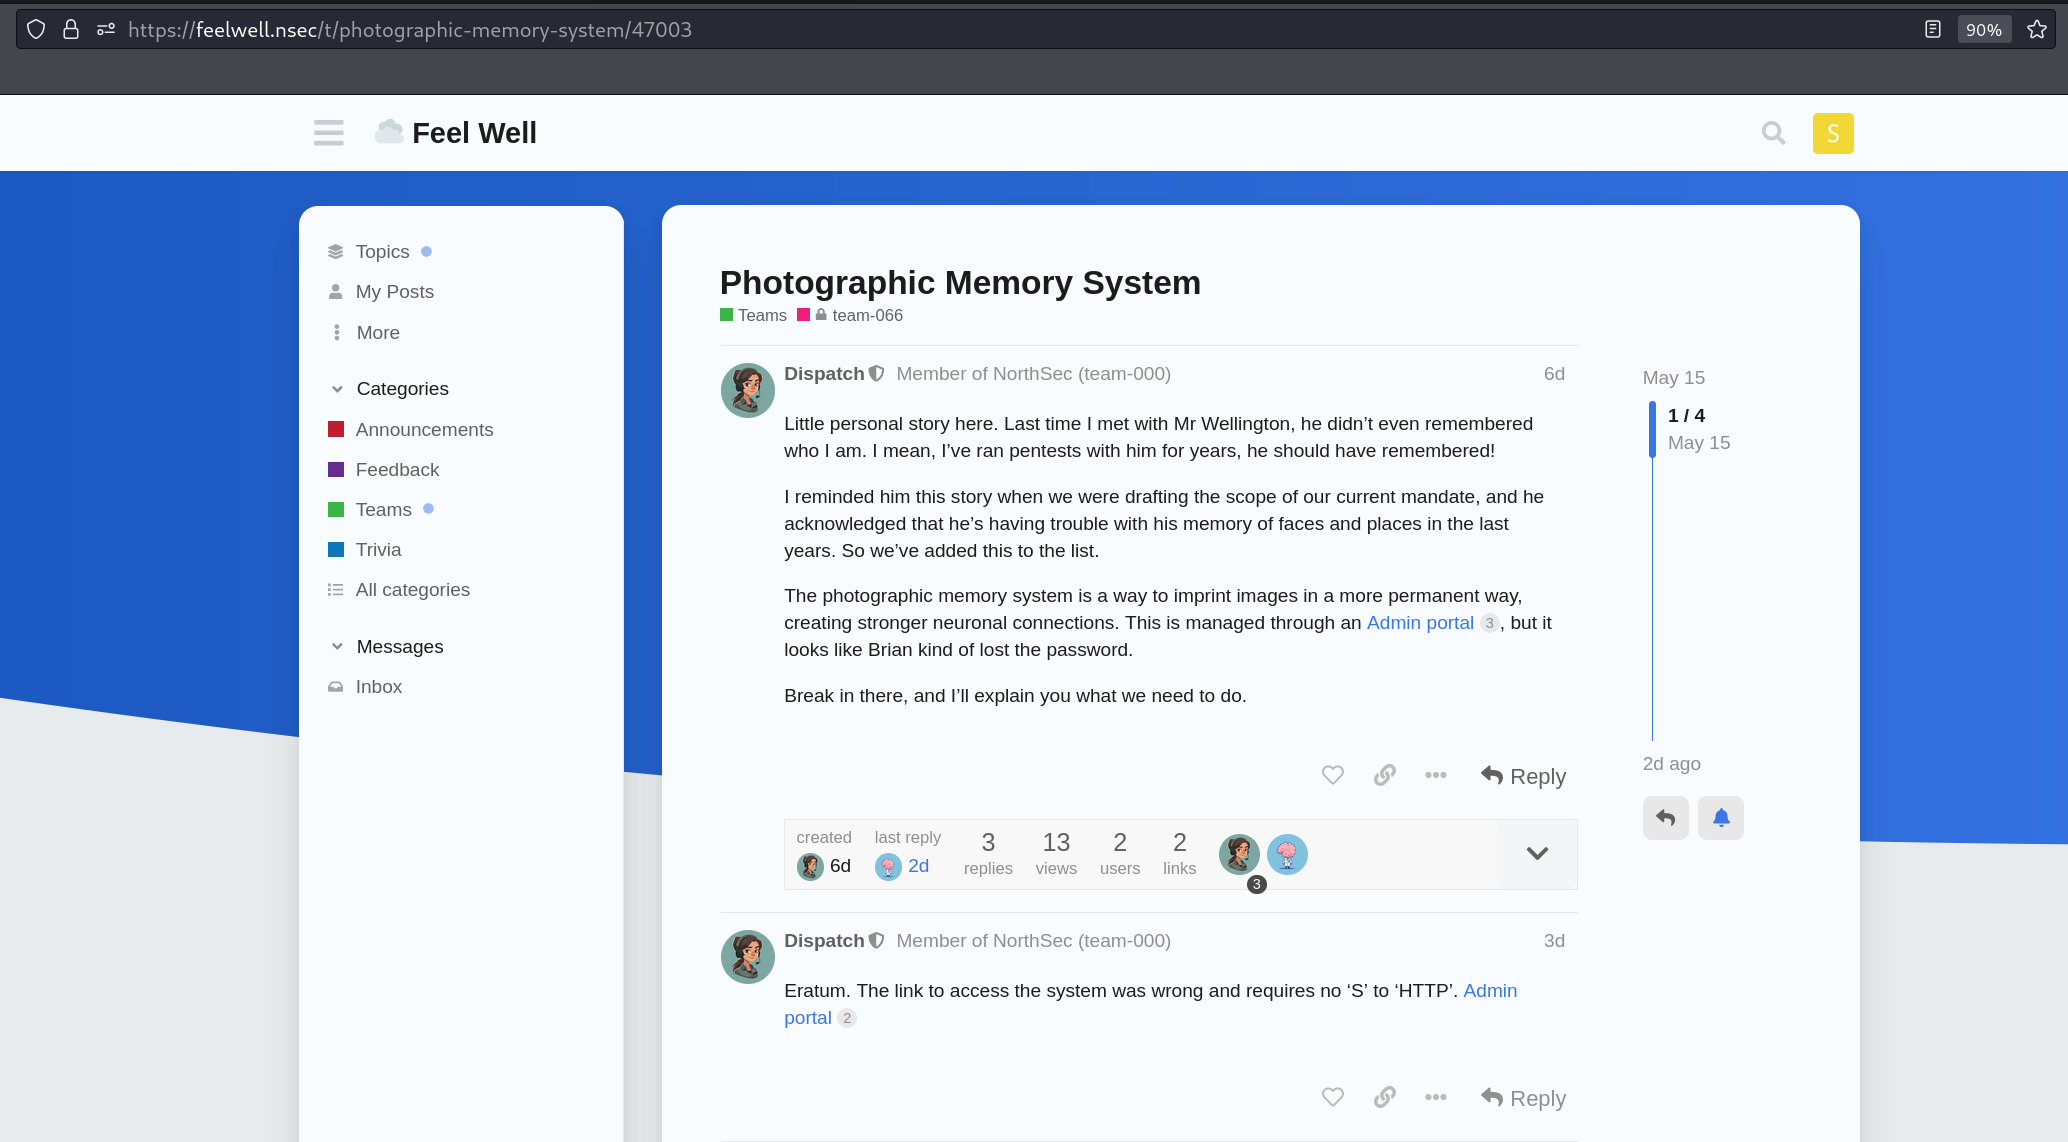 https://feelwell.nsec/t/photographic-memory-system/47003
90%
Feel Well
S
Topics
My Posts
More
Categories
Announcements
Feedback
Teams
Trivia
All categories
Messages
Inbox
Photographic Memory System
Teams team-066
Dispatch Member of NorthSec (team-000) 6d
Little personal story here. Last time I met with Mr Wellington, he didn’t even remembered
who I am. I mean, I’ve ran pentests with him for years, he should have remembered!
I reminded him this story when we were drafting the scope of our current mandate, and he
acknowledged that he’s having trouble with his memory of faces and places in the last
years. So we’ve added this to the list.
The photographic memory system is a way to imprint images in a more permanent way,
creating stronger neuronal connections. This is managed through an Admin portal 3, but it
looks like Brian kind of lost the password.
Break in there, and I’ll explain you what we need to do.
Reply
created last reply 3 13 2 2
6d 2d replies views users links
3
Dispatch Member of NorthSec (team-000) 3d
Eratum. The link to access the system was wrong and requires no ‘S’ to ‘HTTP’. Admin
portal 2
Reply
May 15
1 / 4
May 15
2d ago